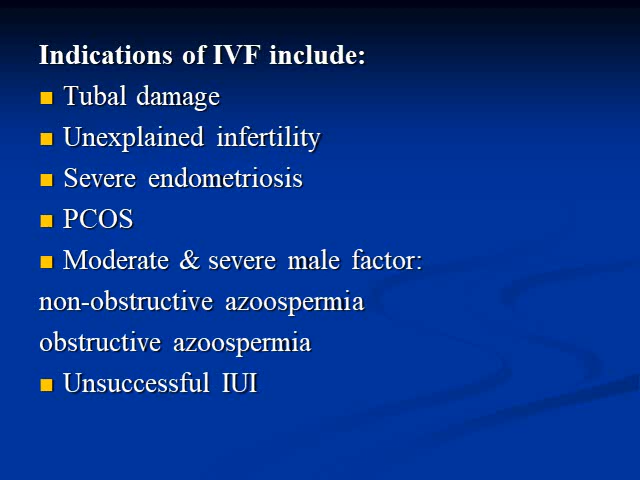 Indications of IVF include:
Tubal damage
Unexplained infertility
Severe endometriosis
PCOS
Moderate & severe male factor:
non-obstructive azoospermia
obstructive azoospermia
Unsuccessful IUI